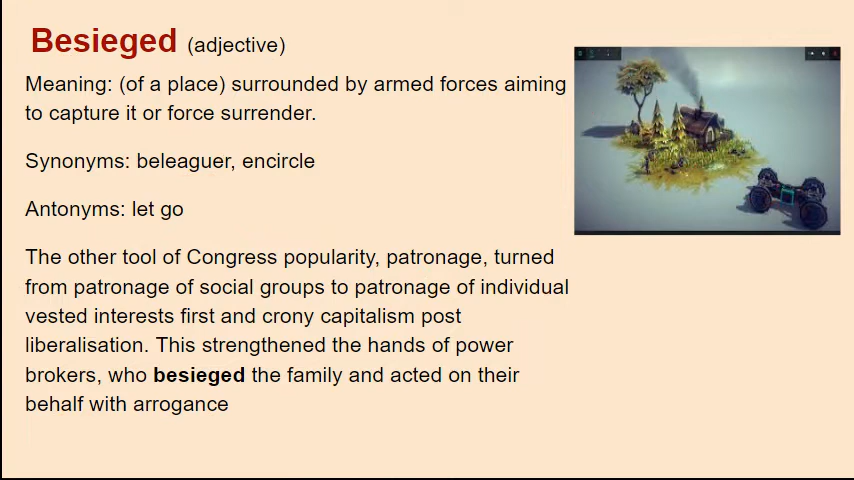 Besieged (adjective)
Meaning: (of a place) surrounded by armed forces aiming
to capture it or force surrender.
Synonyms: beleaguer, encircle
Antonyms: let go
The other tool of Congress popularity, patronage, turned
from patronage of social groups to patronage of individual
vested interests first and crony capitalism post
liberalisation. This strengthened the hands of power
brokers, who besieged the family and acted on their
behalf with arrogance